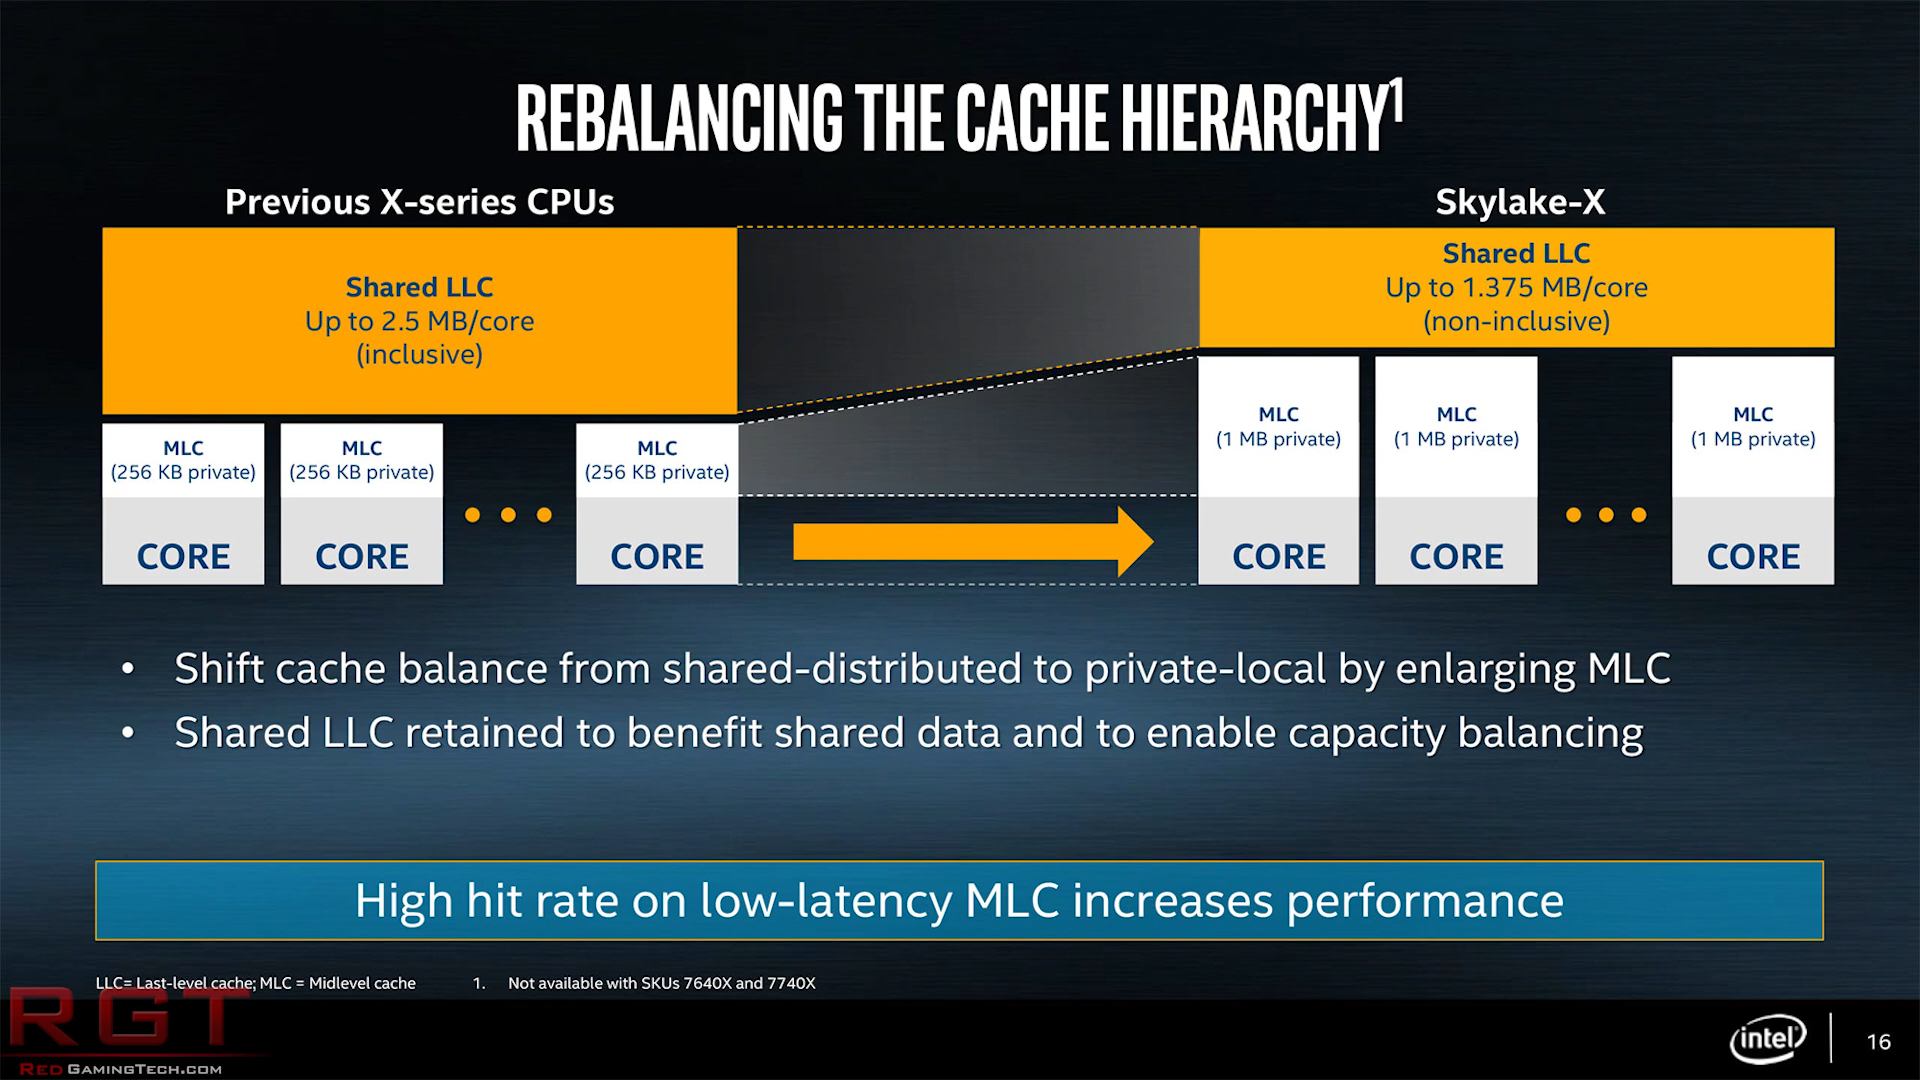 REBALANCING THE CACHE HIERARCHY¹
Previous X-series CPUs
Shared LLC
Up to 2.5 MB/core
(inclusive)
MLC
(256 KB private)
CORE
MLC
(256 KB private)
CORE
MLC
(256 KB private)
CORE
Skylake-X
Shared LLC
Up to 1.375 MB/core
(non-inclusive)
MLC
(1 MB private)
CORE
MLC
(1 MB private)
CORE
MLC
(1 MB private)
CORE
• Shift cache balance from shared-distributed to private-local by enlarging MLC
• Shared LLC retained to benefit shared data and to enable capacity balancing
High hit rate on low-latency MLC increases performance
LLC= Last-level cache; MLC = Midlevel cache 1. Not available with SKUs 7640X and 7740X
RGT
REDGAMINGTECH.COM
intel
16